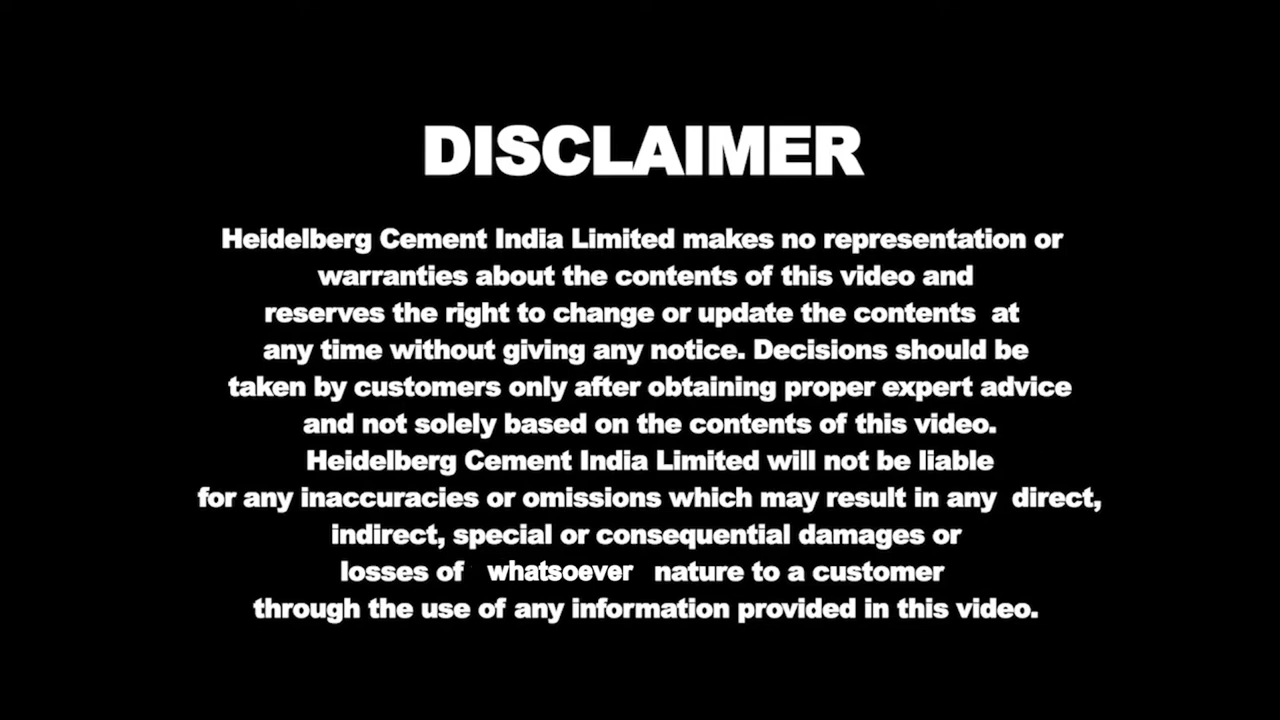 DISCLAIMER
Heidelberg Cement India Limited makes no representation or
warranties about the contents of this video and
reserves the right to change or update the contents at
any time without giving any notice. Decisions should be
taken by customers only after obtaining proper expert advice
and not solely based on the contents of this video.
Heidelberg Cement India Limited will not be liable
for any inaccuracies or omissions which may result in any direct,
indirect, special or consequential damages or
losses of whatsoever nature to a customer
through the use of any information provided in this video.